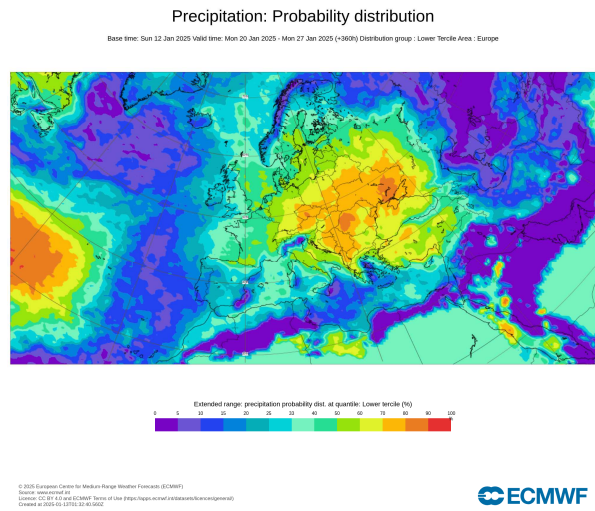 Precipitation: Probability distribution
Base time: Sun 12 Jan 2025 Valid time: Mon 20 Jan 2025 - Mon 27 Jan 2025 (+360h) Distribution group : Lower Tercile Area : Europe
Extended range: precipitation probability dist. at quantile: Lower tercile (%)
0 5 10 15 20 25 30 40 50 60 70 80 90 100
© 2025 European Centre for Medium-Range Weather Forecasts (ECMWF)
Source: www.ecmwf.int
Licence: CC BY 4.0 and ECMWF Terms of Use (https://apps.ecmwf.int/datasets/licences/general/)
Created at 2025-01-13T01:32:40.560Z
ECMWF